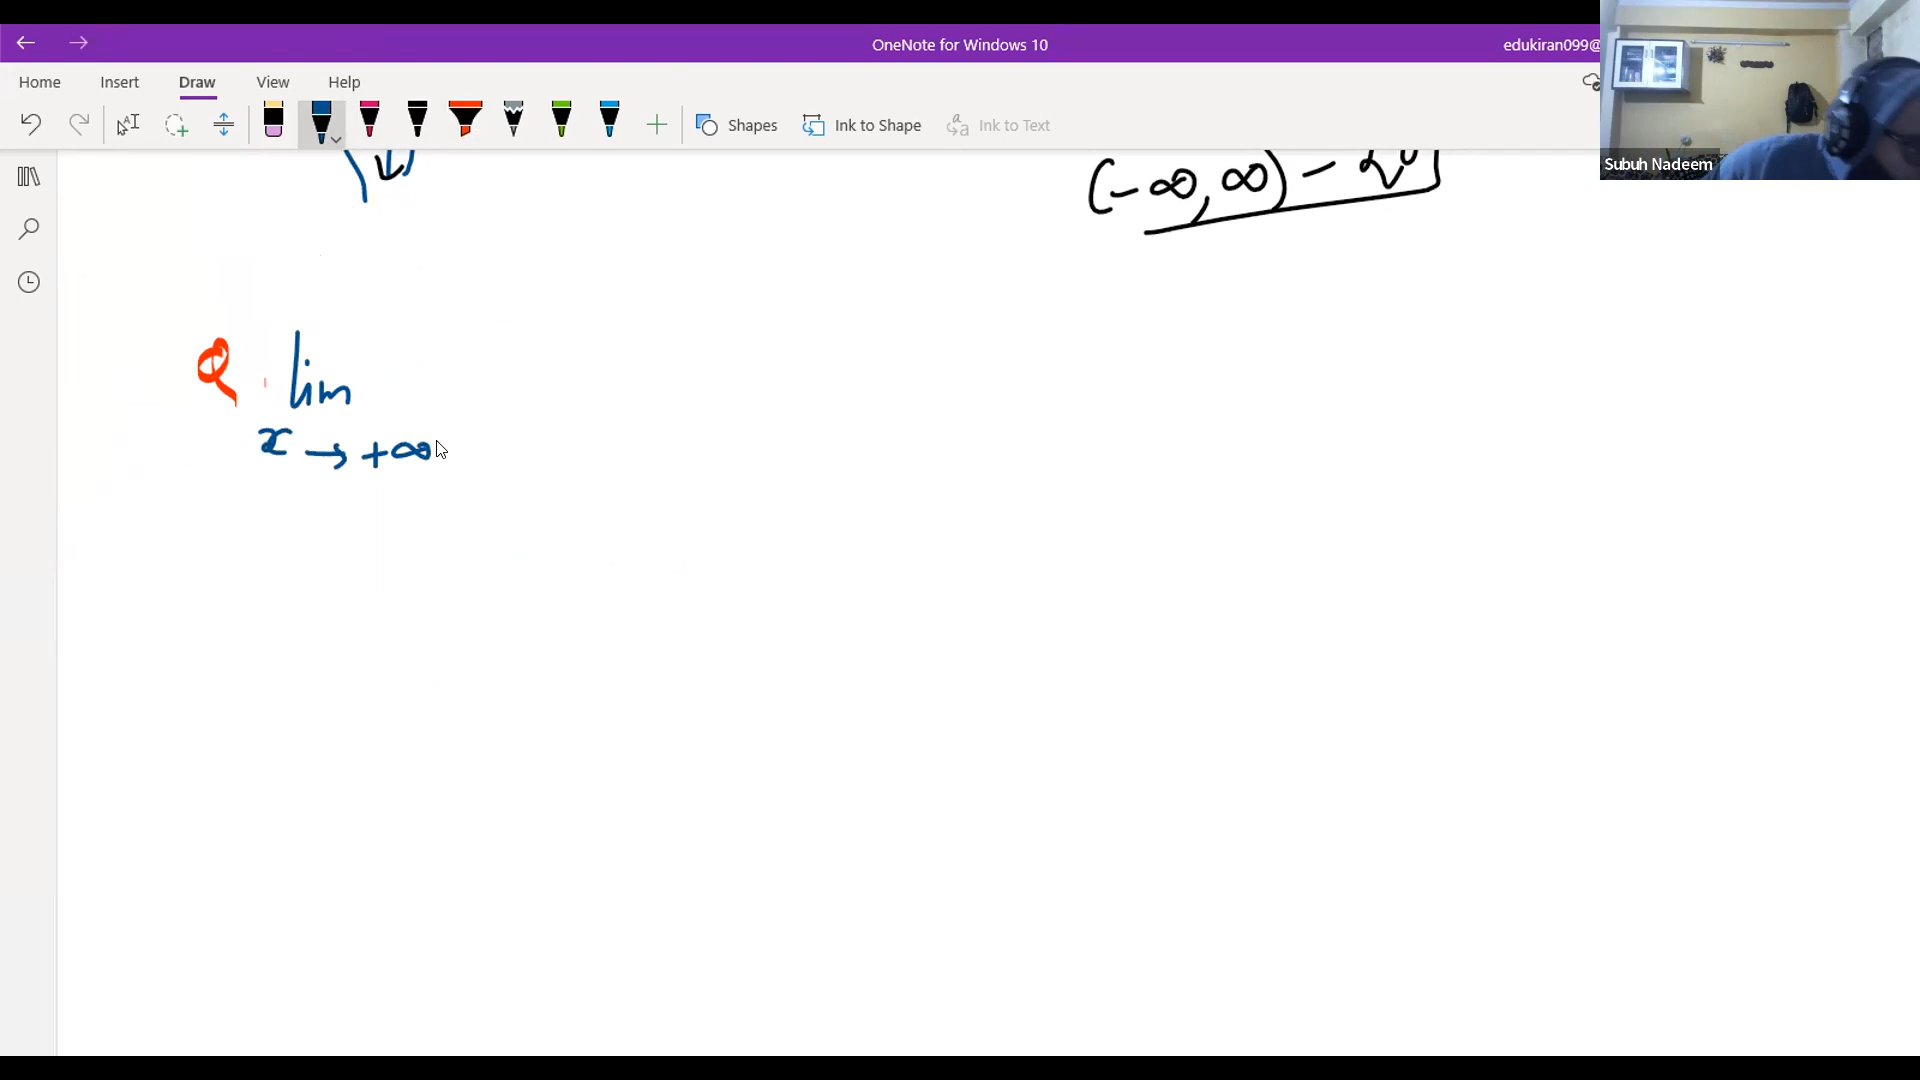 OneNote for Windows 10
edukiran099@
Home Insert Draw View Help
Shapes Ink to Shape Ink to Text
Subuh Nadeem
(-∞,∞) -
Q. lim
x → +∞